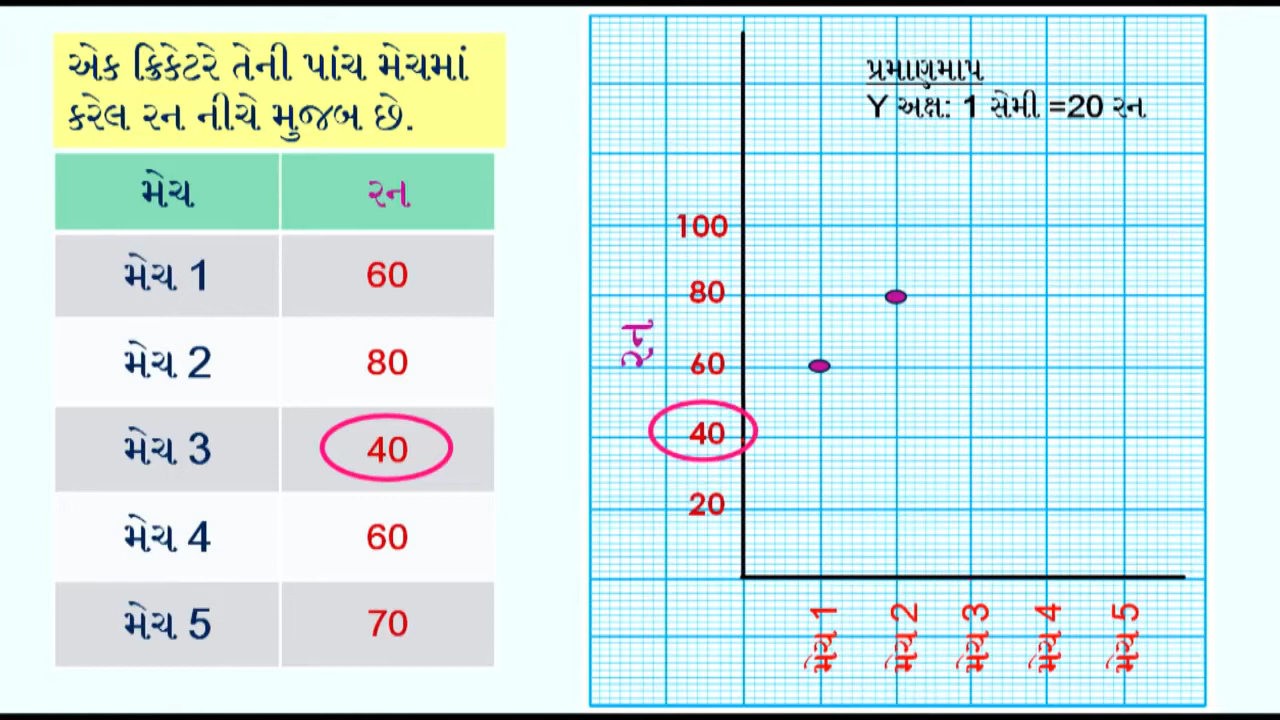 એક ક્રિકેટરે તેની પાંચ મેચમાં
કરેલ રન નીચે મુજબ છે.
મેચ રન
મેચ 1 60
મેચ 2 80
મેચ 3 40
મેચ 4 60
મેચ 5 70
પ્રમાણમાપ
Y અક્ષ: 1 સેમી =20 રન
100
80
60
40
20
રન
મેચ 1
મેચ 2
મેચ 3
મેચ 4
મેચ 5